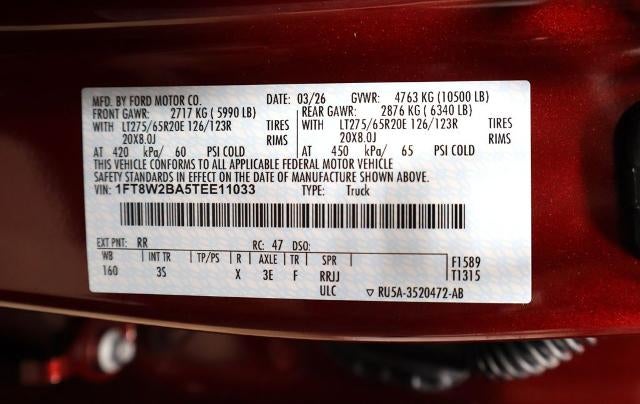 MFD. BY FORD MOTOR CO. DATE: 03/26 GVWR: 4763 KG (10500 LB)
FRONT GAWR: 2717 KG ( 5990 LB) REAR GAWR: 2876 KG ( 6340 LB)
WITH LT275/65R20E 126/123R TIRES WITH LT275/65R20E 126/123R TIRES
20X8.0J RIMS 20X8.0J RIMS
AT 420 kPa/ 60 PSI COLD AT 450 kPa/ 65 PSI COLD
THIS VEHICLE CONFORMS TO ALL APPLICABLE FEDERAL MOTOR VEHICLE
SAFETY STANDARDS IN EFFECT ON THE DATE OF MANUFACTURE SHOWN ABOVE.
VIN: 1FT8W2BA5TEE11033 TYPE: Truck
EXT PNT: RR RC: 47 DSO:
WB INT TR TP/PS R AXLE TR SPR F1589
160 3S X 3E F RRJJ T1315
ULC ▽ RU5A-3520472-AB